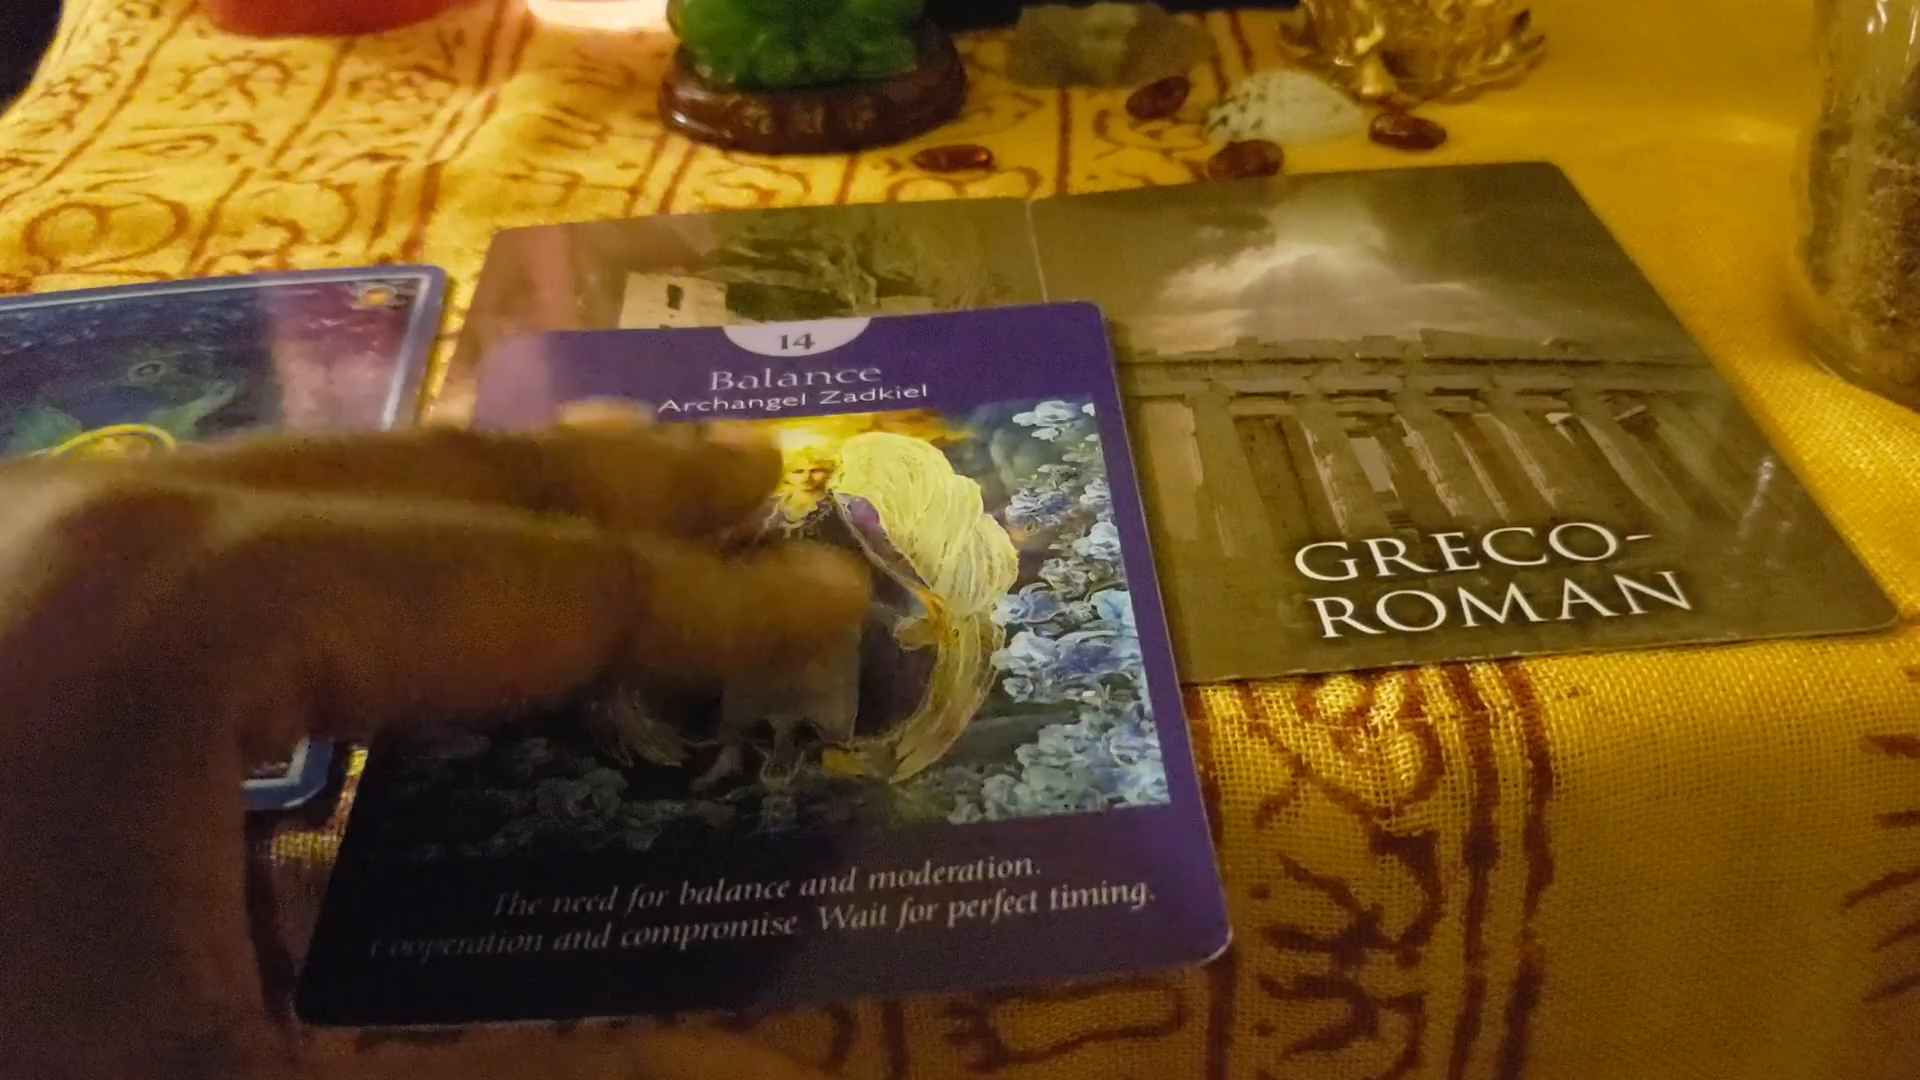 14
Balance
Archangel Zadkiel
The need for balance and moderation.
Cooperation and compromise. Wait for perfect timing.
GRECO-
ROMAN